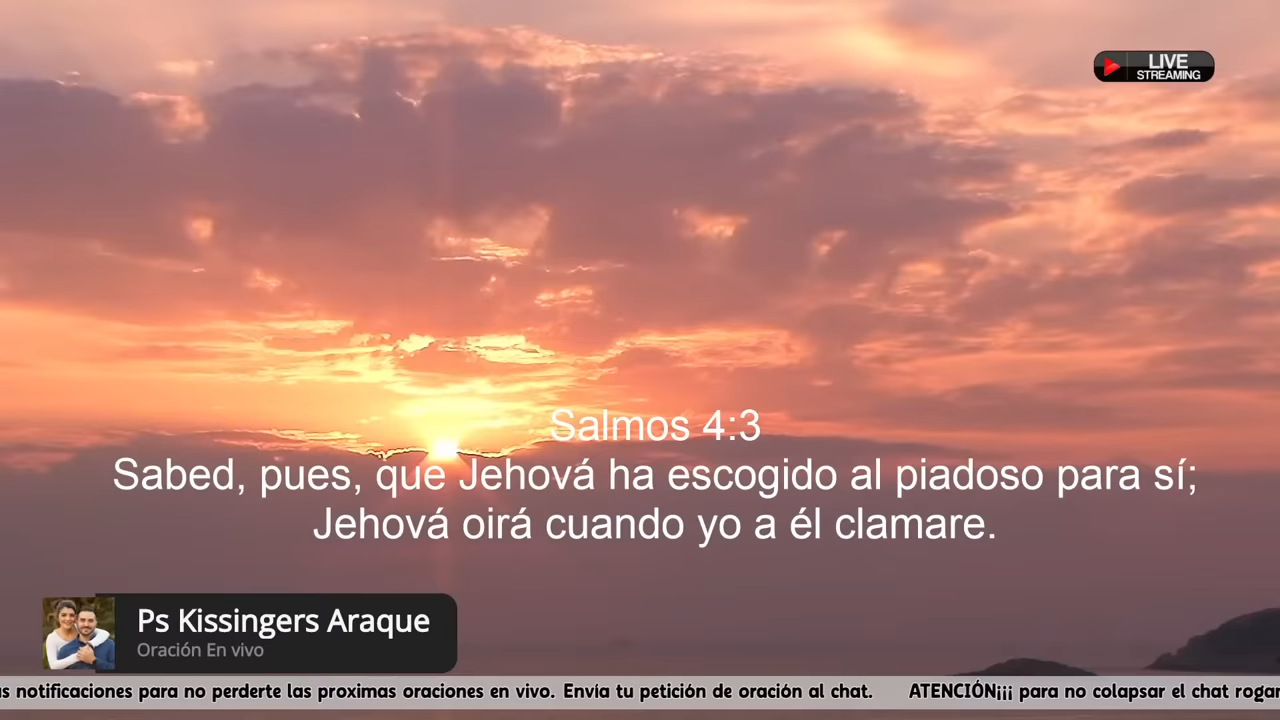 LIVE
STREAMING
Salmos 4:3
Sabed, pues, que Jehová ha escogido al piadoso para sí;
Jehová oirá cuando yo a él clamare.
Ps Kissingers Araque
Oración En vivo
notificaciones para no perderte las proximas oraciones en vivo. Envía tu petición de oración al chat. ATENCIÓN¡¡¡ para no colapsar el chat